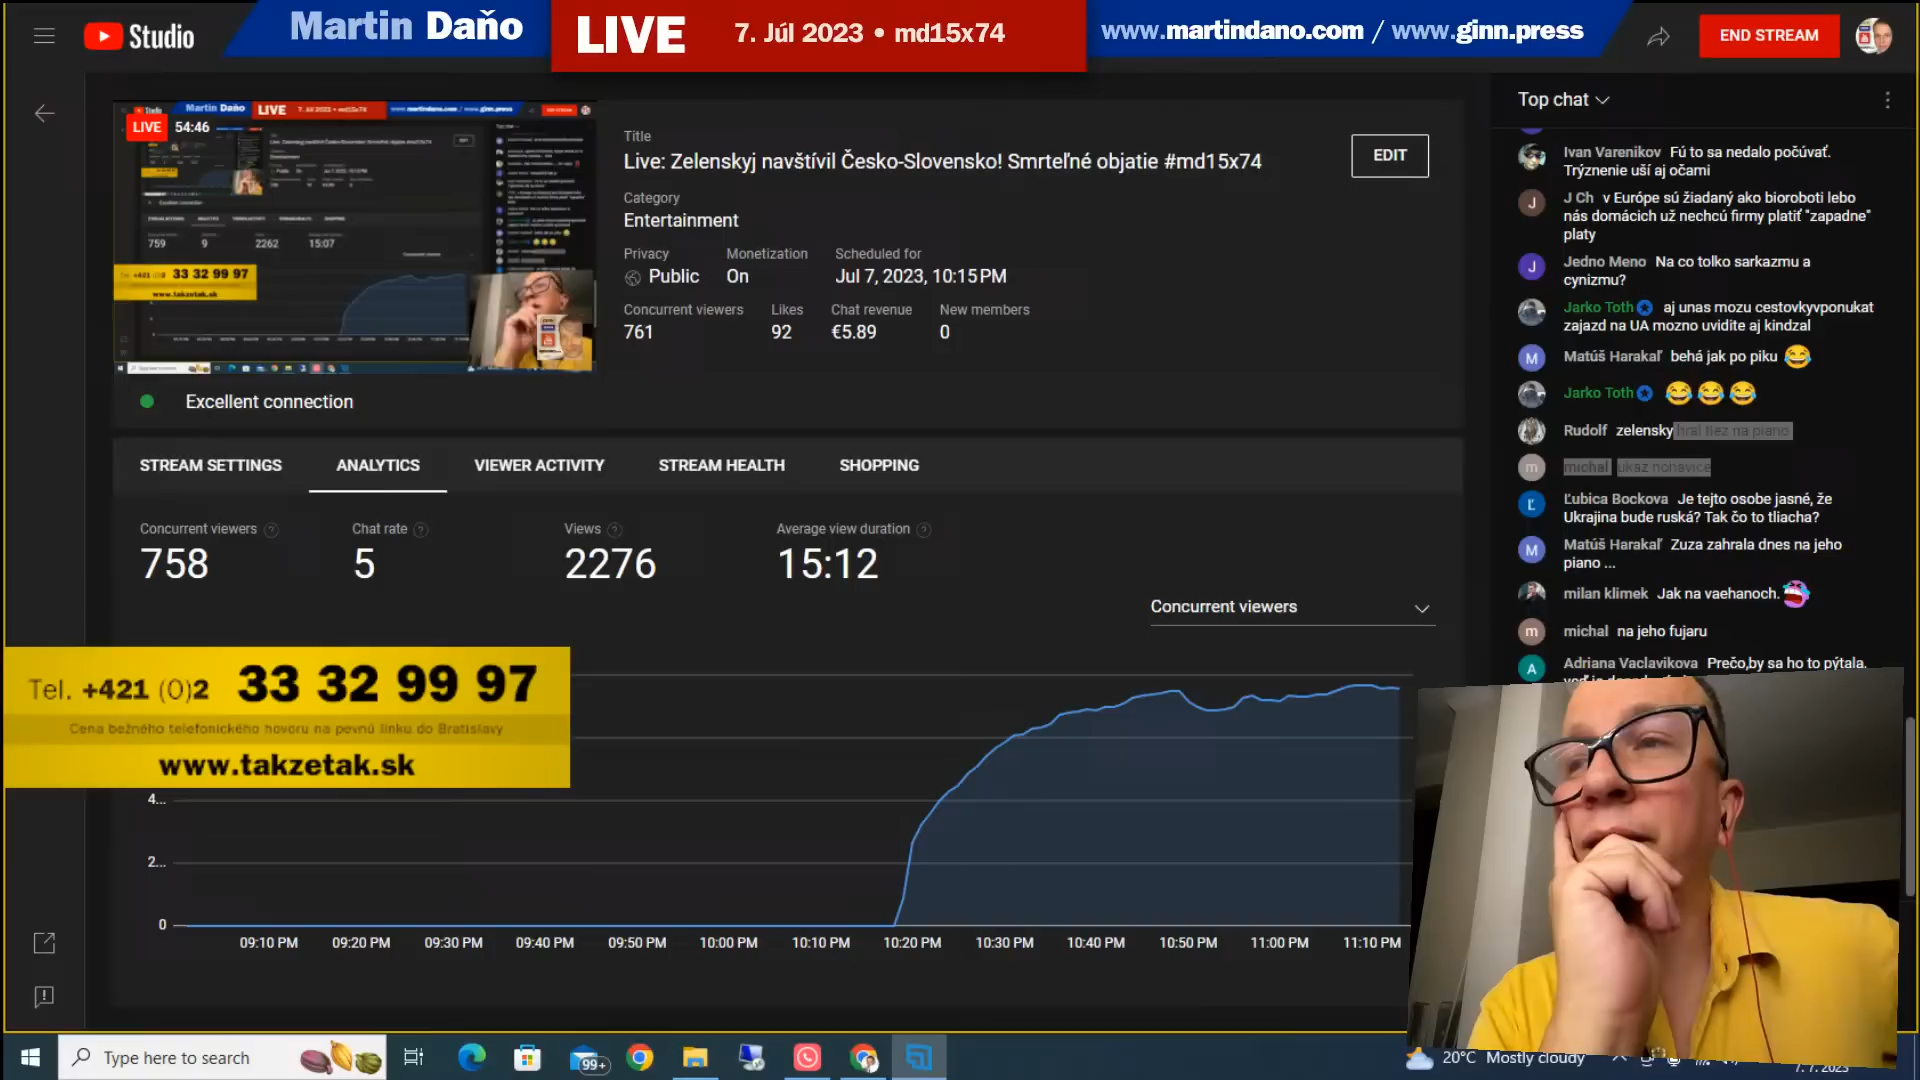 Studio
Martin Daňo
LIVE
7. Júl 2023 • md15x74
www.martindano.com / www.ginn.press
END STREAM
LIVE 54:46
Title
Live: Zelenskyj navštívil Česko-Slovensko! Smrteľné objatie #md15x74
EDIT
Category
Entertainment
Privacy
Monetization
Scheduled for
Public
On
Jul 7, 2023, 10:15 PM
Concurrent viewers
Likes
Chat revenue
New members
761
92
€5.89
0
Excellent connection
STREAM SETTINGS
ANALYTICS
VIEWER ACTIVITY
STREAM HEALTH
SHOPPING
Concurrent viewers
Chat rate
Views
Average view duration
758
5
2276
15:12
Concurrent viewers
Tel. +421 (0)2 33 32 99 97
Cena bežného telefonického hovoru na pevnú linku do Bratislavy
www.takzetak.sk
4...
2...
0
09:10 PM
09:20 PM
09:30 PM
09:40 PM
09:50 PM
10:00 PM
10:10 PM
10:20 PM
10:30 PM
10:40 PM
10:50 PM
11:00 PM
11:10 PM
Top chat
Ivan Varenikov Fú to sa nedalo počúvať.
Trýznenie uší aj očami
J Ch v Európe sú žiadaný ako bioroboti lebo
nás domácich už nechcú firmy platiť "zapadne"
platy
Jedno Meno Na co tolko sarkazmu a
cynizmu?
Jarko Toth aj unas mozu cestovkyvponukat
zajazd na UA mozno uvidite aj kindzal
Matúš Harakaľ behá jak po piku
Jarko Toth
Rudolf zelensky hral tiez na piano
michal ukaz nohavice
Ľubica Bockova Je tejto osobe jasné, že
Ukrajina bude ruská? Tak čo to tliacha?
Matúš Harakaľ Zuza zahrala dnes na jeho
piano ...
milan klimek Jak na vaehanoch.
michal na jeho fujaru
Adriana Vaclavikova Prečo,by sa ho to pýtala,
Type here to search
99+
20°C Mostly cloudy
7. 7. 2023